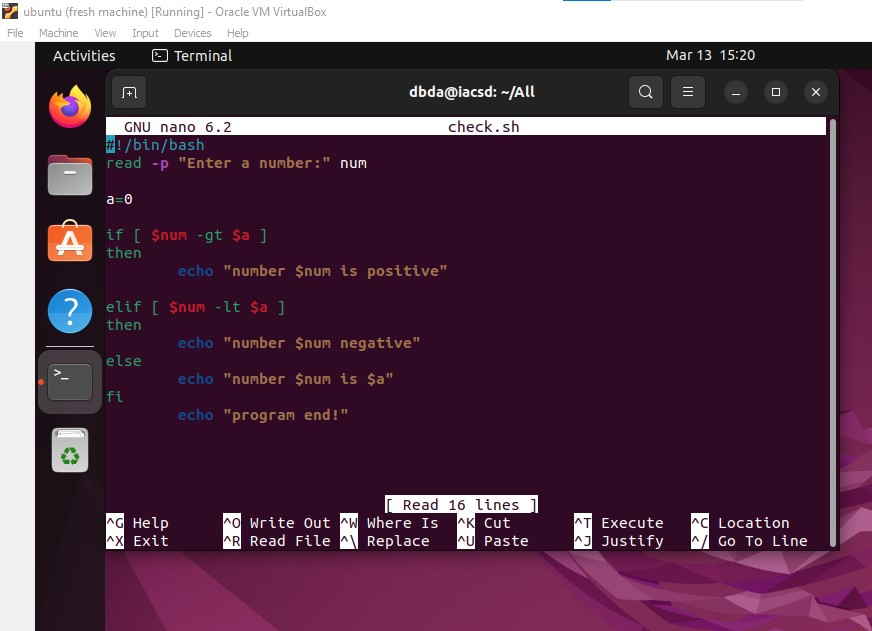 ubuntu (fresh machine) [Running] - Oracle VM VirtualBox
File Machine View Input Devices Help
Activities Terminal Mar 13 15:20
dbda@iacsd: ~/All
GNU nano 6.2 check.sh
#!/bin/bash
read -p "Enter a number:" num
a=0
if [ $num -gt $a ]
then
echo "number $num is positive"
elif [ $num -lt $a ]
then
echo "number $num negative"
else
echo "number $num is $a"
fi
echo "program end!"
[ Read 16 lines ]
^G Help ^O Write Out ^W Where Is ^K Cut ^T Execute ^C Location
^X Exit ^R Read File ^\ Replace ^U Paste ^J Justify ^/ Go To Line